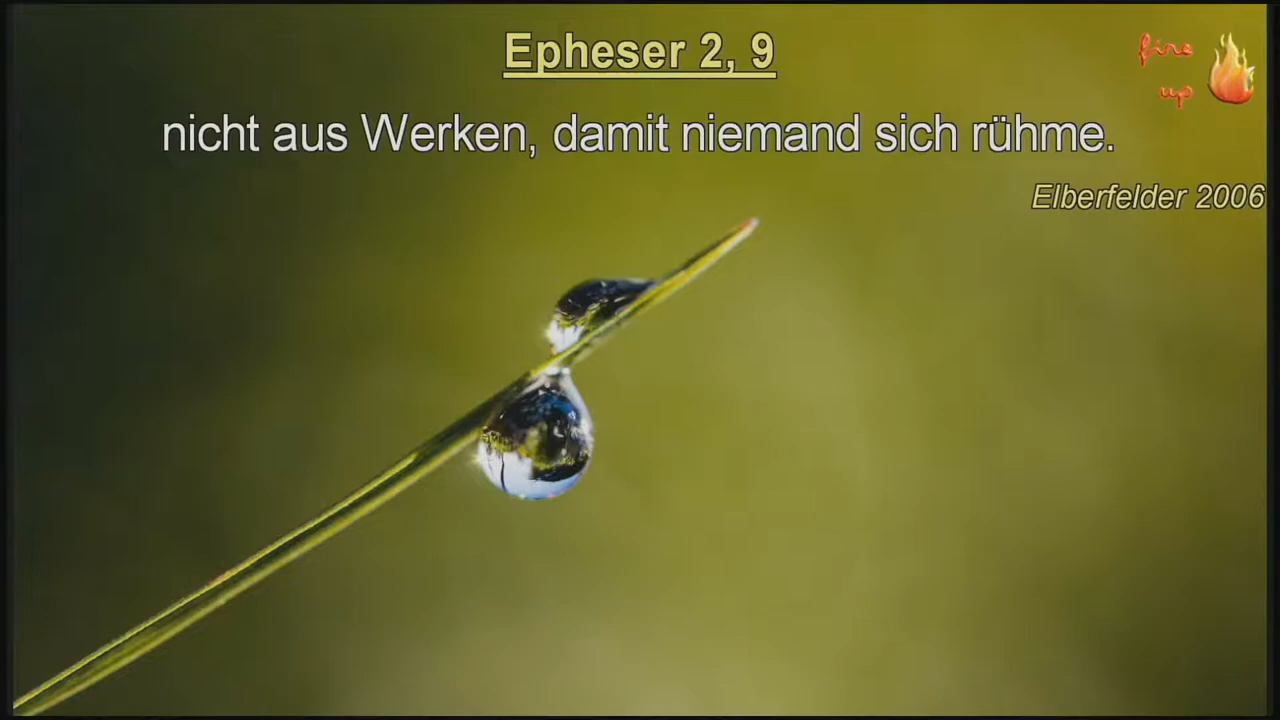 Epheser 2, 9
fire
up
nicht aus Werken, damit niemand sich rühme.
Elberfelder 2006